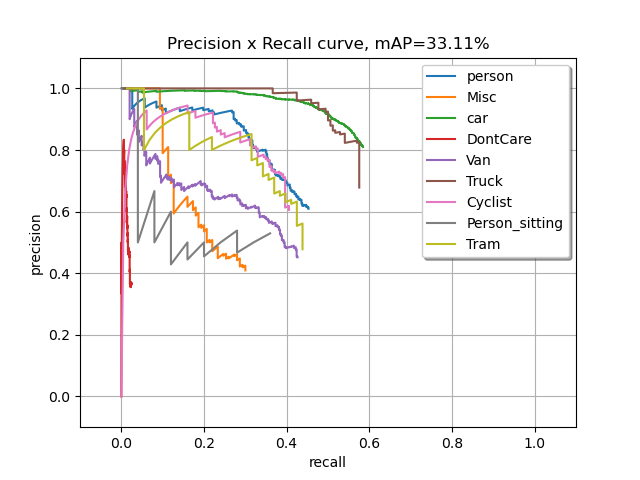 Precision x Recall curve, mAP=33.11%
person
Misc
car
DontCare
Van
Truck
Cyclist
Person_sitting
Tram
precision
1.0
0.8
0.6
0.4
0.2
0.0
0.0 0.2 0.4 0.6 0.8 1.0
recall